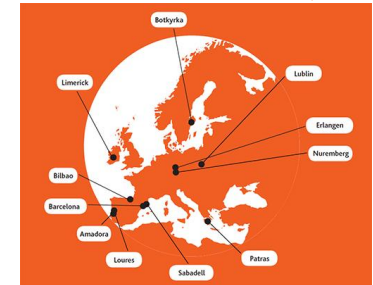 Botkyrka
Lublin
Limerick
Erlangen
Nuremberg
Bilbao
Barcelona
Amadora
Loures
Sabadell
Patras